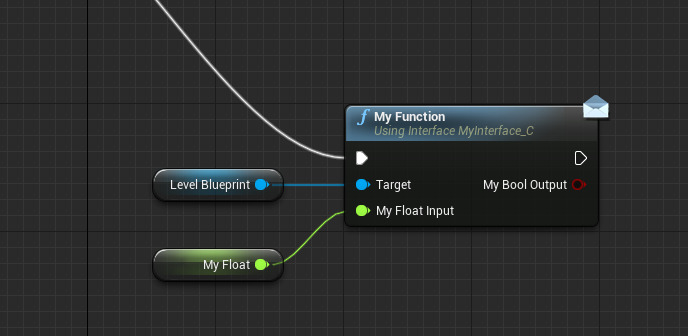 My Function
Using Interface MyInterface_C
Level Blueprint
Target
My Bool Output
My Float Input
My Float